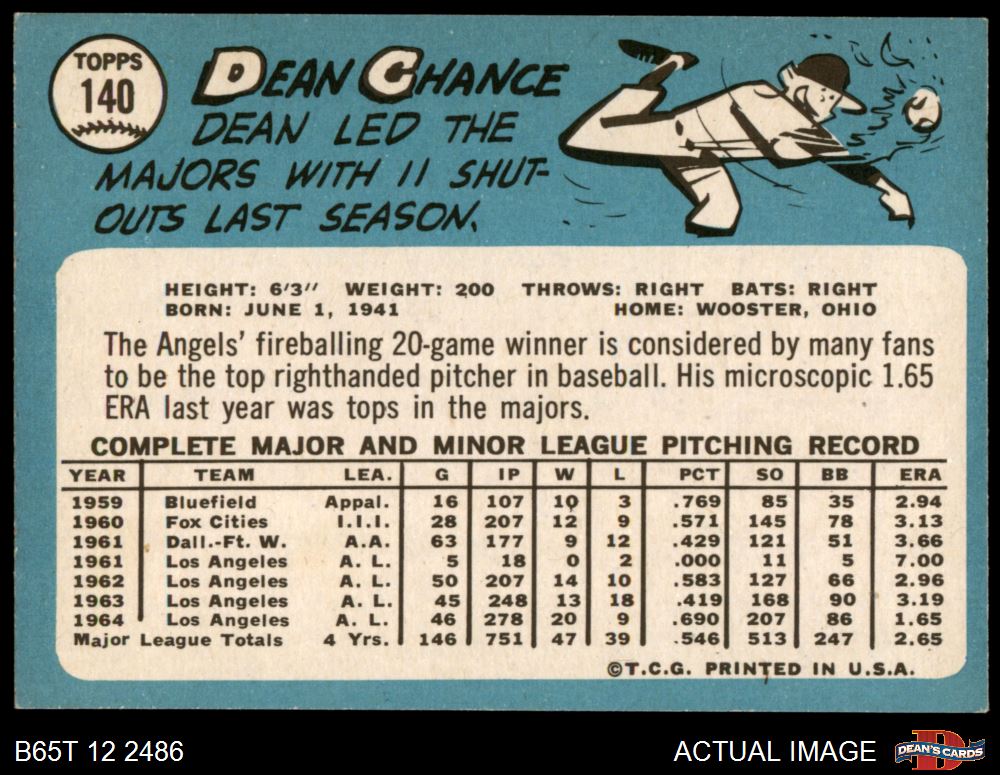 TOPPS
140
DEAN CHANCE
DEAN LED THE
MAJORS WITH 11 SHUT-
OUTS LAST SEASON.
HEIGHT: 6'3" WEIGHT: 200 THROWS: RIGHT BATS: RIGHT
BORN: JUNE 1, 1941 HOME: WOOSTER, OHIO
The Angels' fireballing 20-game winner is considered by many fans
to be the top righthanded pitcher in baseball. His microscopic 1.65
ERA last year was tops in the majors.
COMPLETE MAJOR AND MINOR LEAGUE PITCHING RECORD
YEAR TEAM LEA. G IP W L PCT SO BB ERA
1959 Bluefield Appal. 16 107 10 3 .769 85 35 2.94
1960 Fox Cities I.I.I. 28 207 12 9 .571 145 78 3.13
1961 Dall.-Ft. W. A.A. 63 177 9 12 .429 121 51 3.66
1961 Los Angeles A. L. 5 18 0 2 .000 11 5 7.00
1962 Los Angeles A. L. 50 207 14 10 .583 127 66 2.96
1963 Los Angeles A. L. 45 248 13 18 .419 168 90 3.19
1964 Los Angeles A. L. 46 278 20 9 .690 207 86 1.65
Major League Totals 4 Yrs. 146 751 47 39 .546 513 247 2.65
©T.C.G. PRINTED IN U.S.A.
B65T 12 2486 ACTUAL IMAGE DEAN'S CARDS